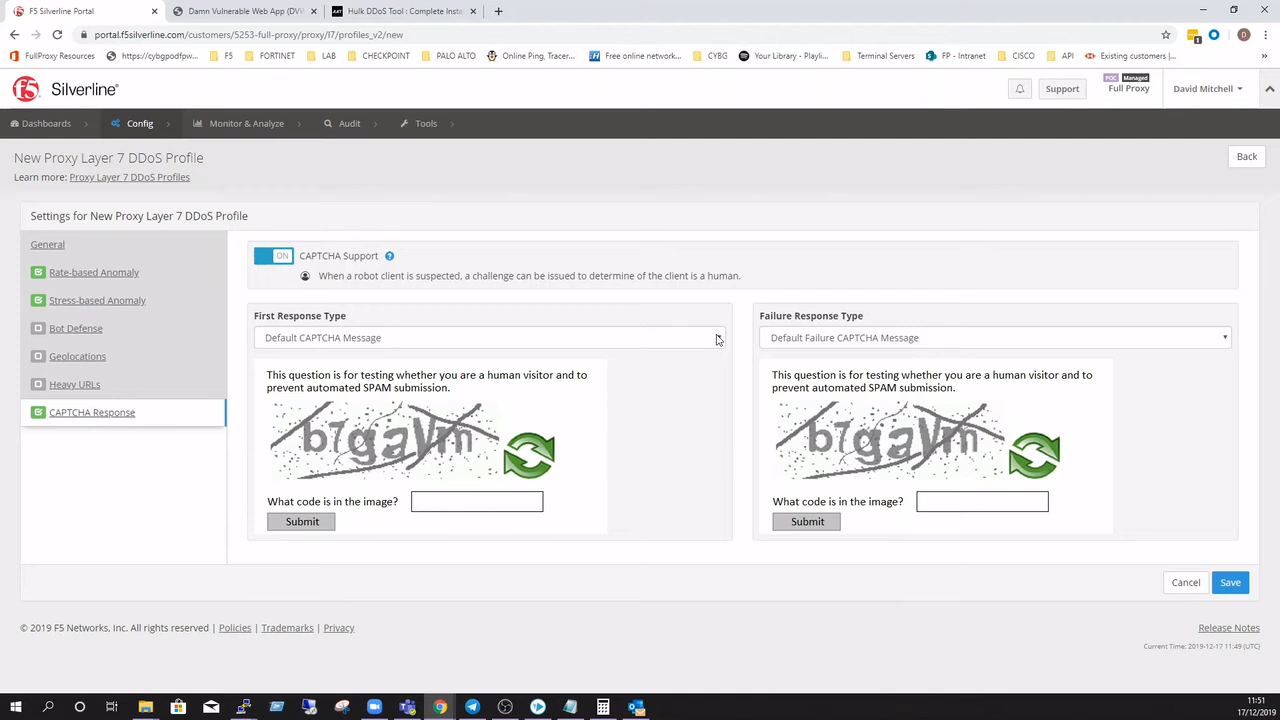 F5 Silverline Portal
Damn Vulnerable Web App (DVW
Hulk DDoS Tool : Complete Insta
portal.f5silverline.com/customers/5253-full-proxy/proxy/l7/profiles_v2/new
FullProxy Resources
https://cybgpodfpw...
F5
FORTINET
LAB
CHECKPOINT
PALO ALTO
Online Ping, Tracer...
Free online network...
CYBG
Your Library - Playli...
Terminal Servers
FP - Intranet
CISCO
API
Existing customers |...
Silverline®
Support
POC Managed
Full Proxy
David Mitchell
Dashboards
Config
Monitor & Analyze
Audit
Tools
New Proxy Layer 7 DDoS Profile
Back
Learn more: Proxy Layer 7 DDoS Profiles
Settings for New Proxy Layer 7 DDoS Profile
General
Rate-based Anomaly
Stress-based Anomaly
Bot Defense
Geolocations
Heavy URLs
CAPTCHA Response
ON CAPTCHA Support
When a robot client is suspected, a challenge can be issued to determine of the client is a human.
First Response Type
Default CAPTCHA Message
This question is for testing whether you are a human visitor and to
prevent automated SPAM submission.
b7gaym
What code is in the image?
Submit
Failure Response Type
Default Failure CAPTCHA Message
This question is for testing whether you are a human visitor and to
prevent automated SPAM submission.
b7gaym
What code is in the image?
Submit
Cancel
Save
© 2019 F5 Networks, Inc. All rights reserved | Policies | Trademarks | Privacy
Release Notes
Current Time: 2019-12-17 11:49 (UTC)
11:51
17/12/2019